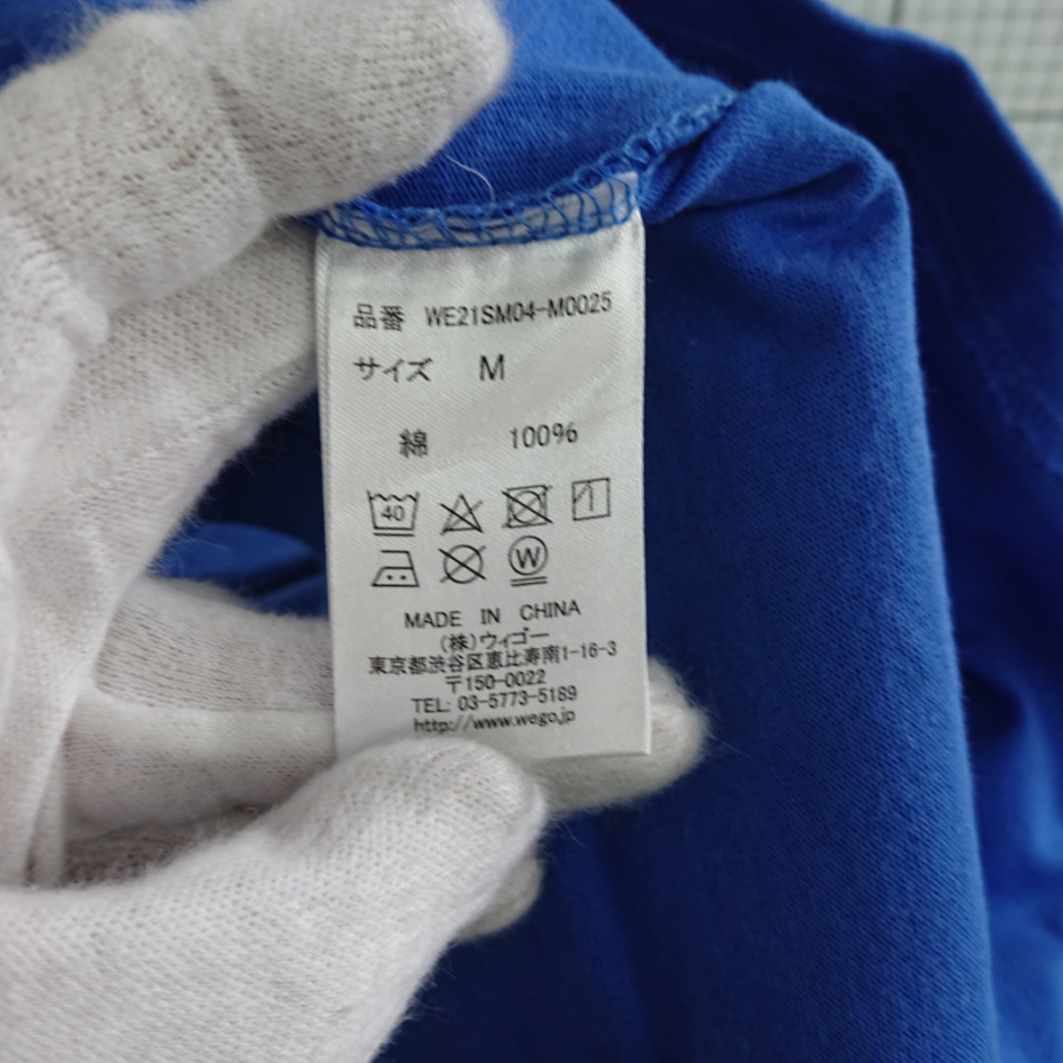 品番 WE21SM04-M0025
サイズ M
綿 100%
40
W
MADE IN CHINA
(株)ウィゴー
東京都渋谷区恵比寿南1-16-3
〒150-0022
TEL: 03-5773-5189
http://www.wego.jp